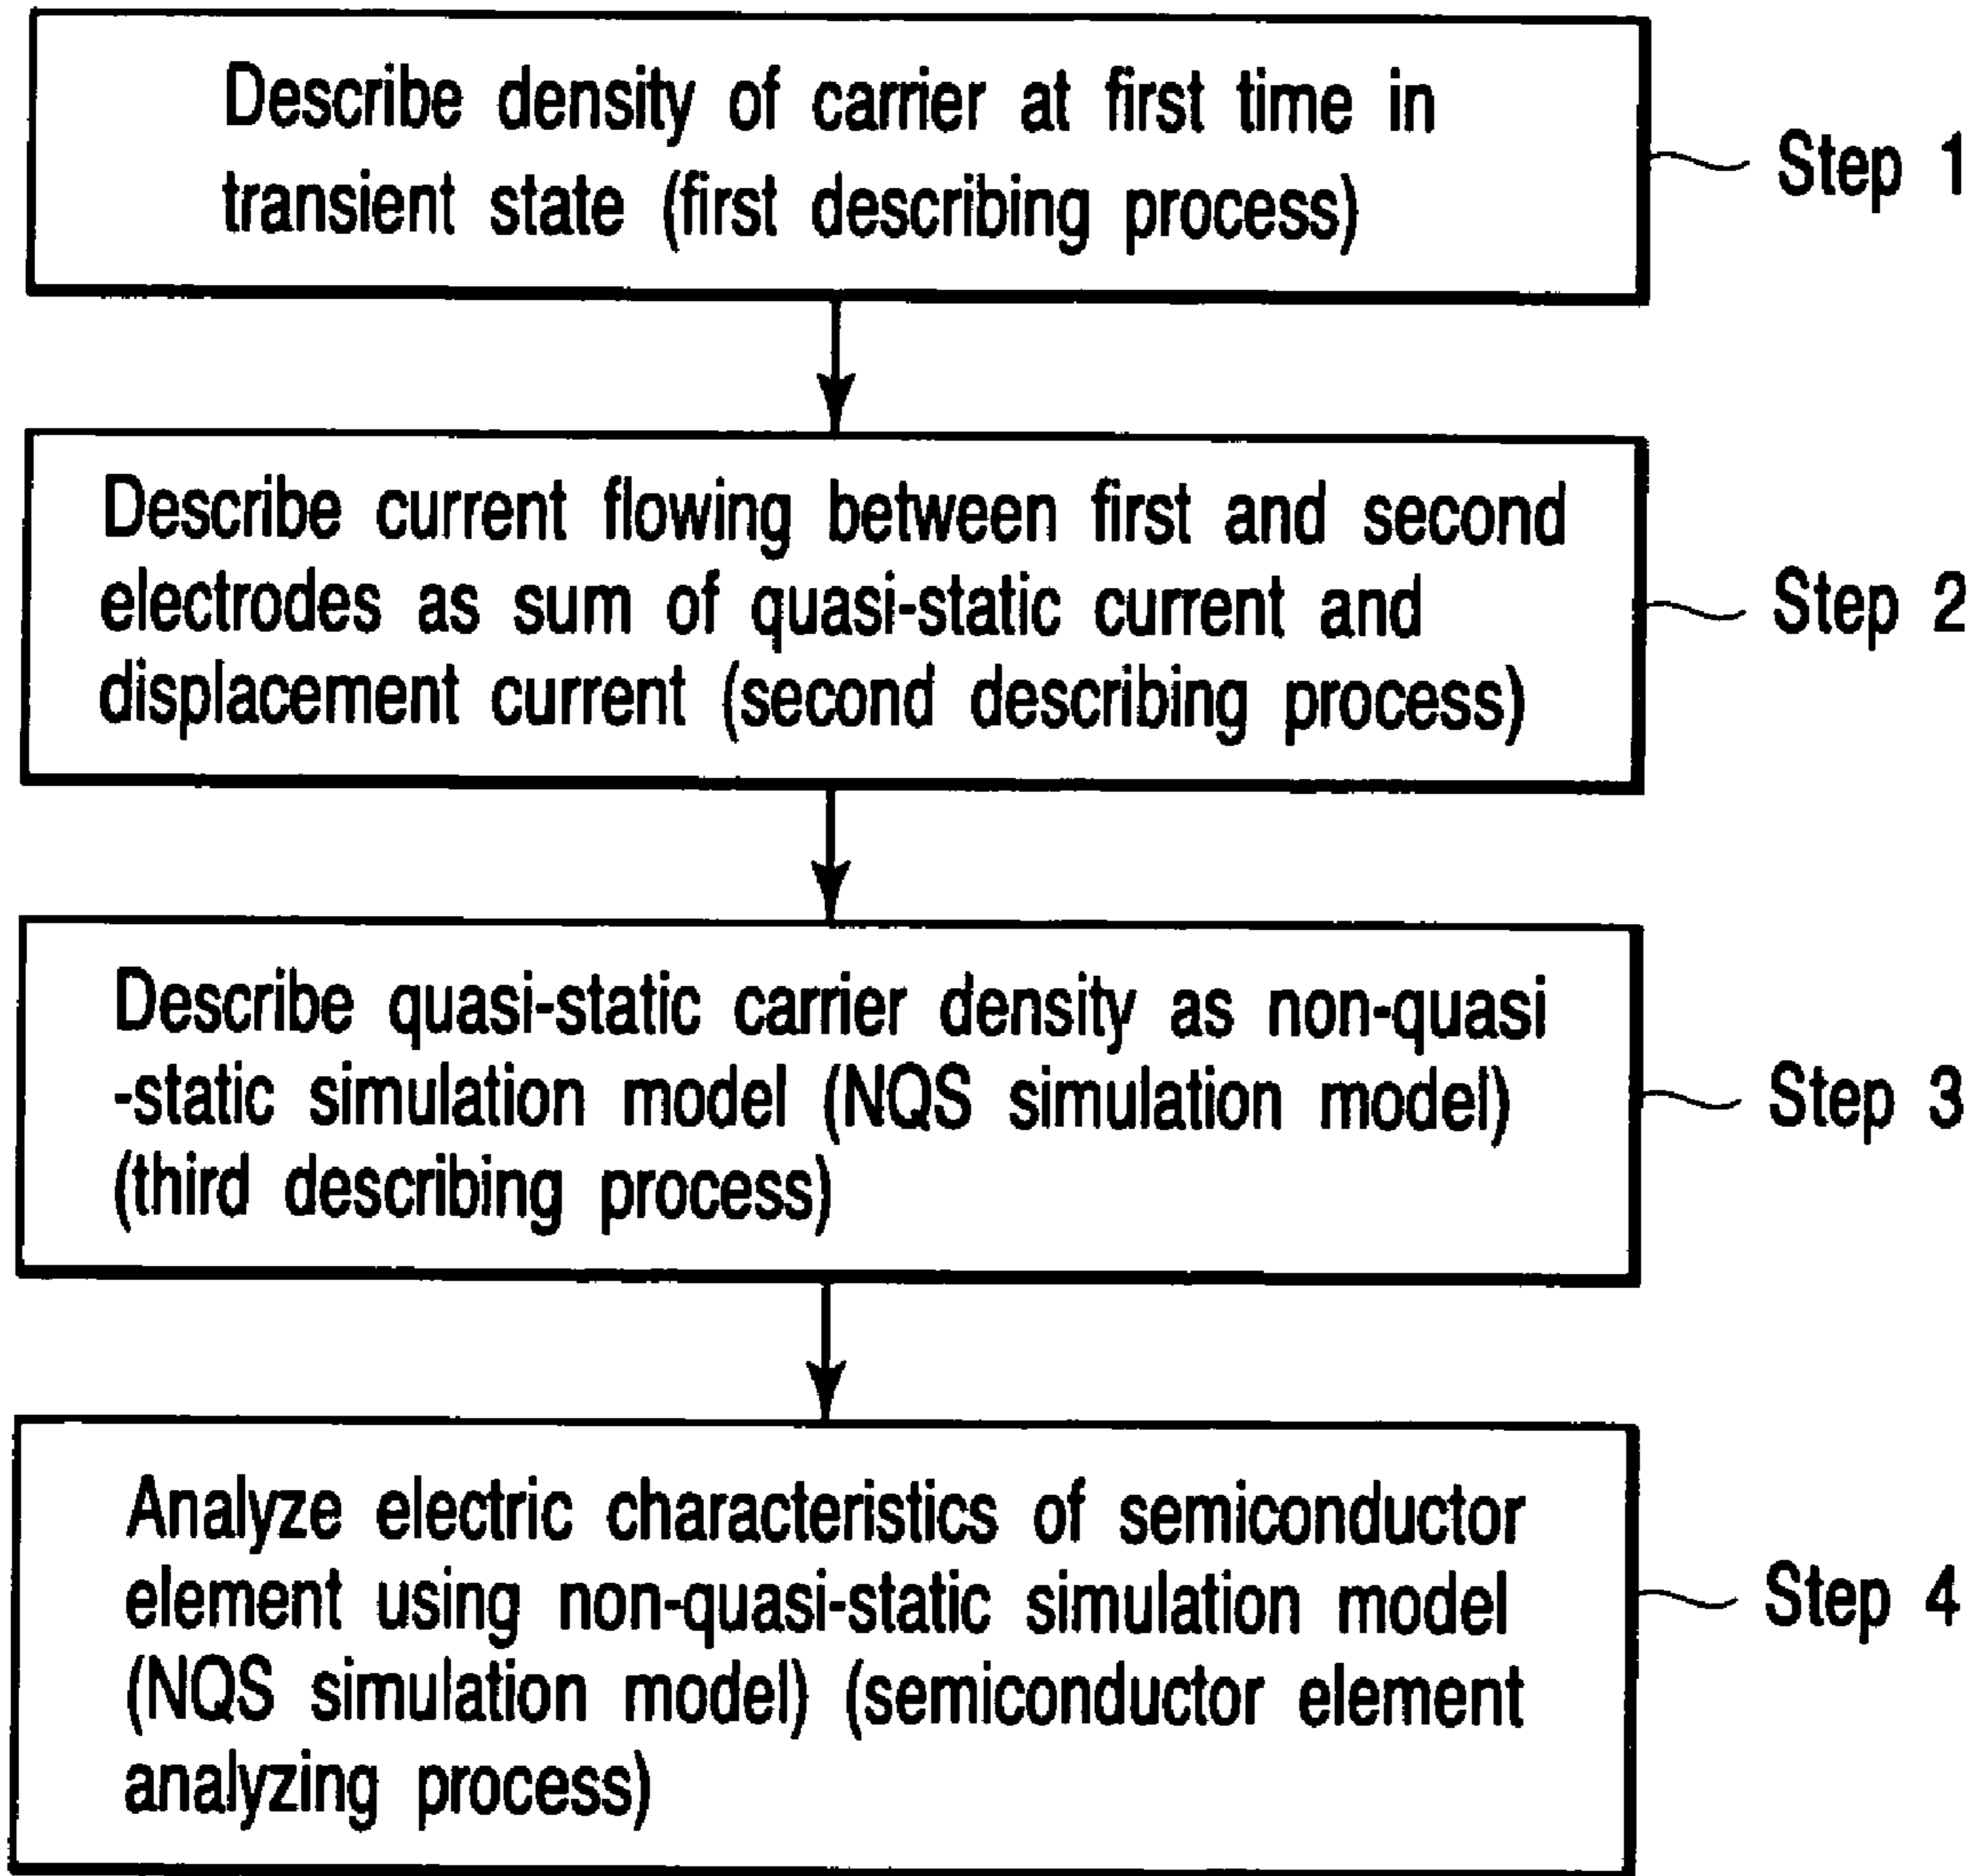 Describe density of carrier at first time in
transient state (first describing process)
Step 1
Describe current flowing between first and second
electrodes as sum of quasi-static current and
displacement current (second describing process)
Step 2
Describe quasi-static carrier density as non-quasi
-static simulation model (NQS simulation model)
(third describing process)
Step 3
Analyze electric characteristics of semiconductor
element using non-quasi-static simulation model
(NQS simulation model) (semiconductor element
analyzing process)
Step 4